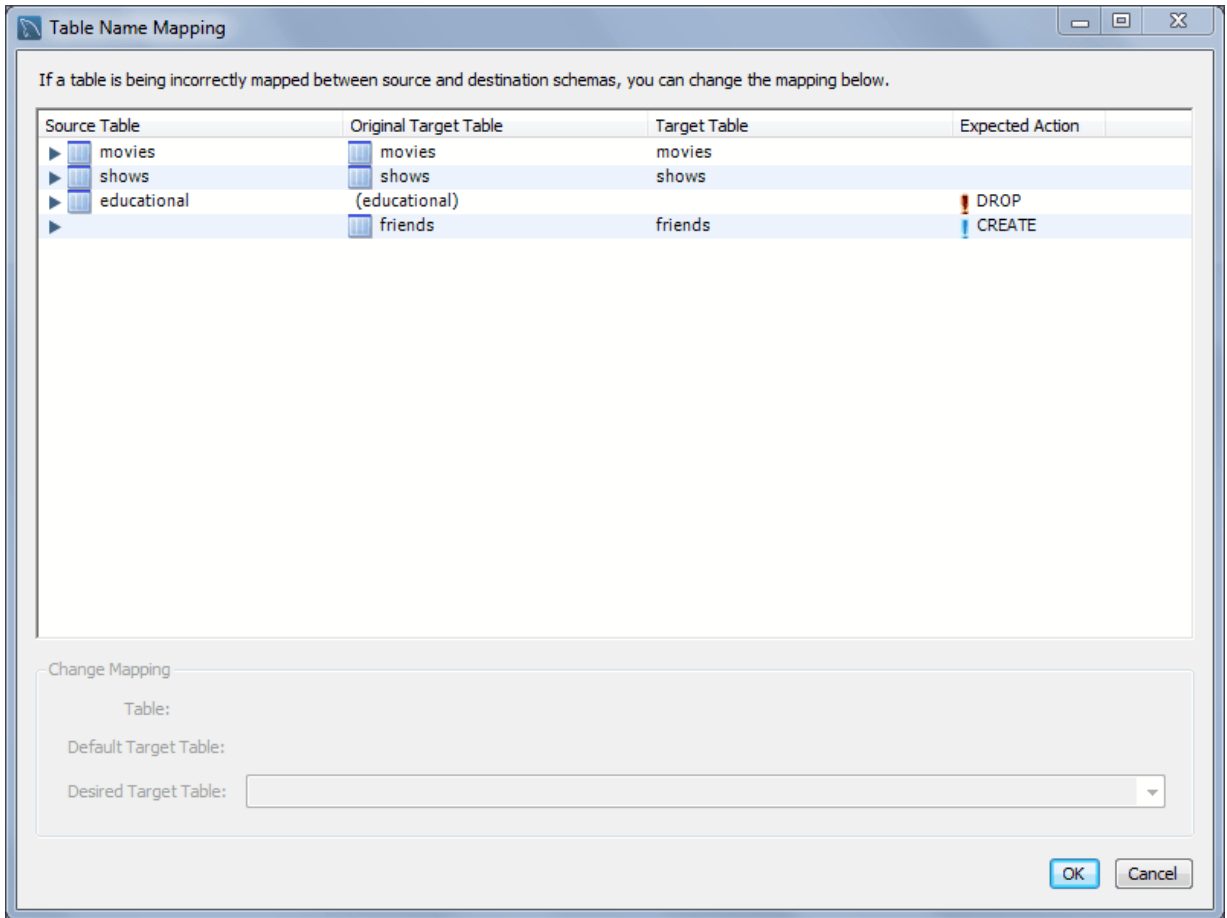 Table Name Mapping
If a table is being incorrectly mapped between source and destination schemas, you can change the mapping below.
Source Table Original Target Table Target Table Expected Action
movies movies movies
shows shows shows
educational (educational) DROP
friends friends CREATE
Change Mapping
Table:
Default Target Table:
Desired Target Table:
OK Cancel